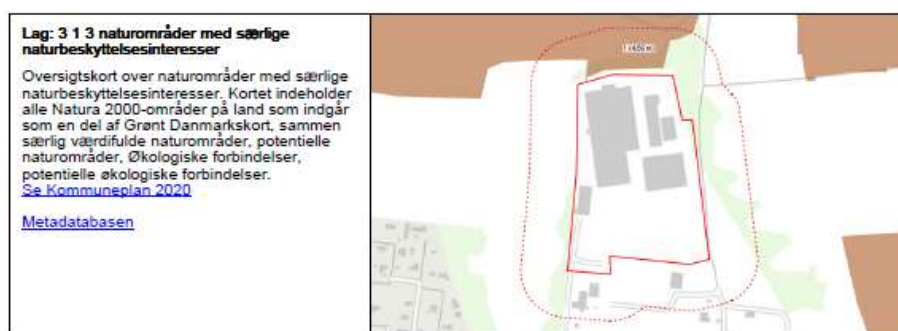 Lag: 3 1 3 naturområder med særlige
naturbeskyttelsesinteresser
Oversigtskort over naturområder med særlige
naturbeskyttelsesinteresser. Kortet indeholder
alle Natura 2000-områder på land som indgår
som en del af Grønt Danmarkskort, sammen
særlig værdifulde naturområder, potentielle
naturområder, Økologiske forbindelser,
potentielle økologiske forbindelser.
Se Kommuneplan 2020
Metadatabasen